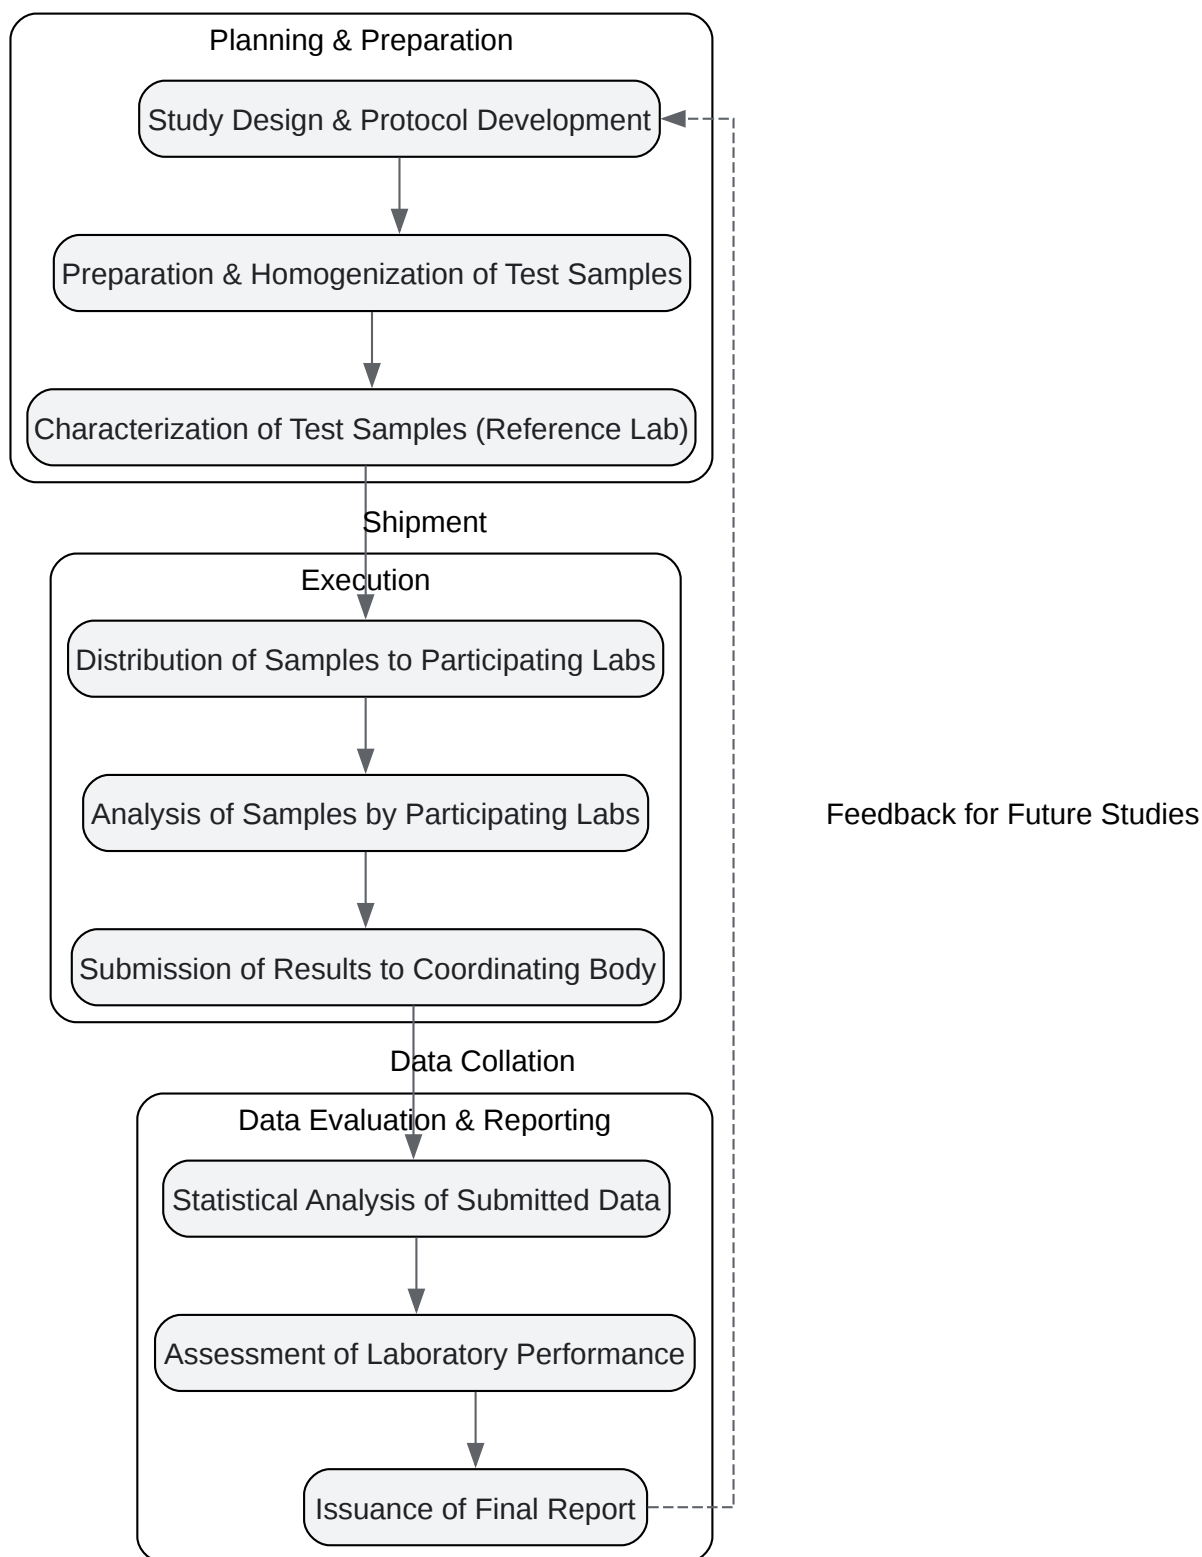 Planning & Preparation
Study Design & Protocol Development
Preparation & Homogenization of Test Samples
Characterization of Test Samples (Reference Lab)
Shipment
Execution
Distribution of Samples to Participating Labs
Analysis of Samples by Participating Labs
Feedback for Future Studies
Submission of Results to Coordinating Body
Data Collation
Data Evaluation & Reporting
Statistical Analysis of Submitted Data
Assessment of Laboratory Performance
Issuance of Final Report